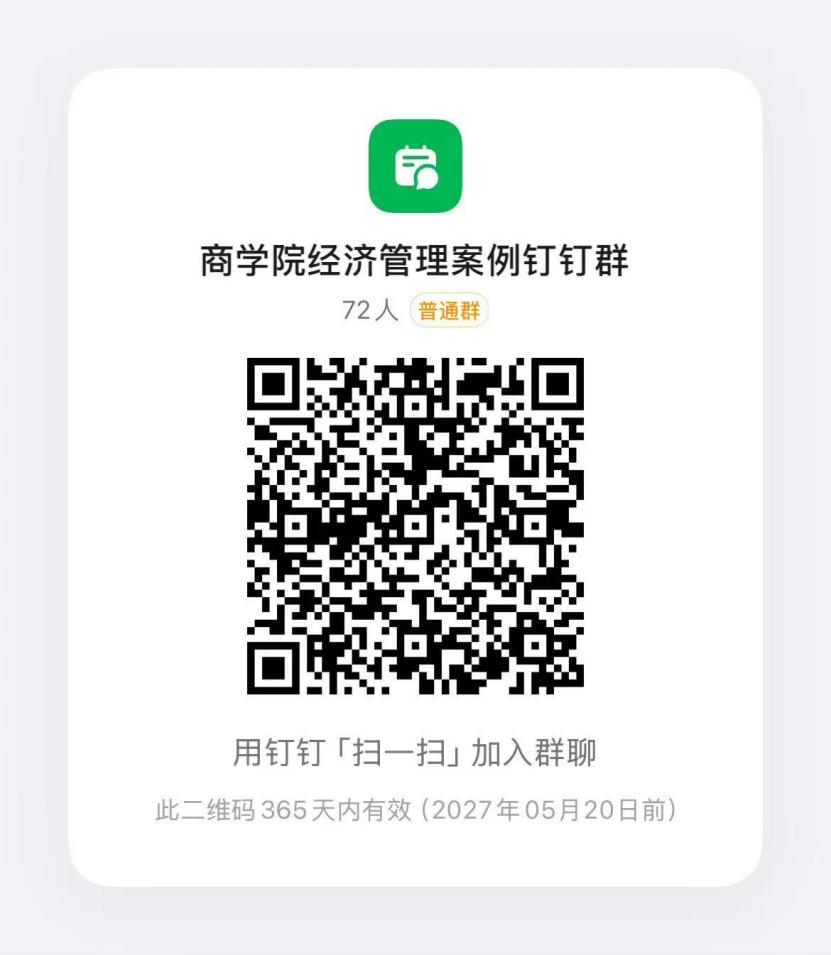 商学院经济管理案例钉钉群
72人 普通群
用钉钉「扫一扫」加入群聊
此二维码365天内有效（2027年05月20日前）